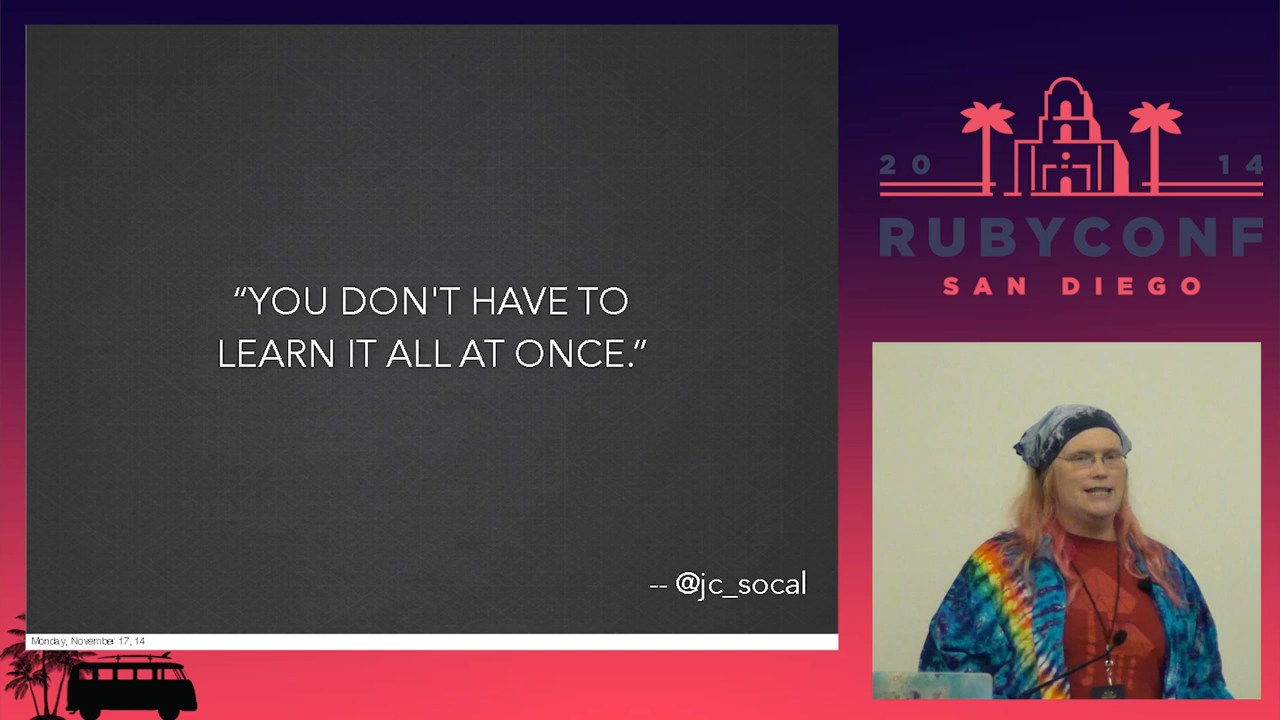 “YOU DON'T HAVE TO
LEARN IT ALL AT ONCE.”
-- @jc_socal
Monday, November 17, 14
20 14
RUBYCONF
SAN DIEGO